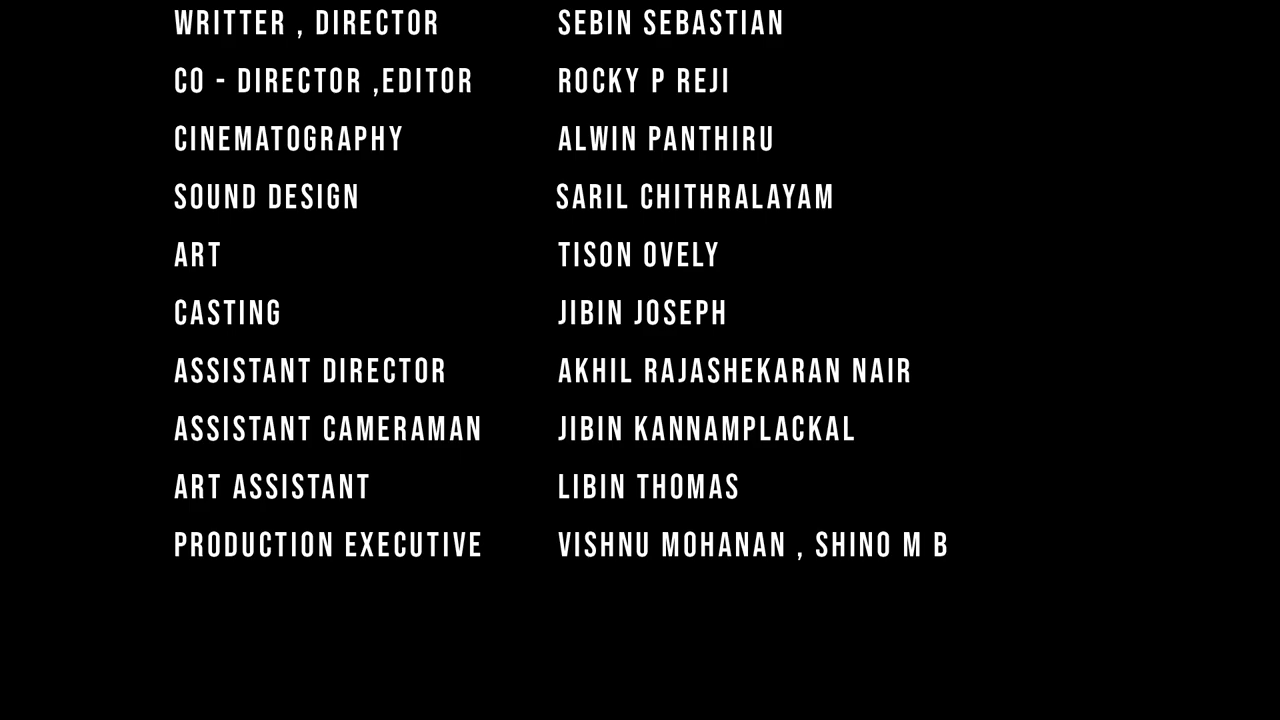 WRITTER , DIRECTOR SEBIN SEBASTIAN
CO - DIRECTOR ,EDITOR ROCKY P REJI
CINEMATOGRAPHY ALWIN PANTHIRU
SOUND DESIGN SARIL CHITHRALAYAM
ART TISON OVELY
CASTING JIBIN JOSEPH
ASSISTANT DIRECTOR AKHIL RAJASHEKARAN NAIR
ASSISTANT CAMERAMAN JIBIN KANNAMPLACKAL
ART ASSISTANT LIBIN THOMAS
PRODUCTION EXECUTIVE VISHNU MOHANAN , SHINO M B